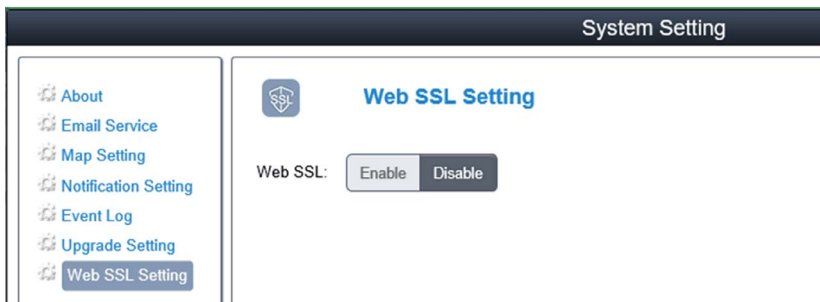 System Setting
About
Email Service
Map Setting
Notification Setting
Event Log
Upgrade Setting
Web SSL Setting
SSL
Web SSL Setting
Web SSL: Enable Disable